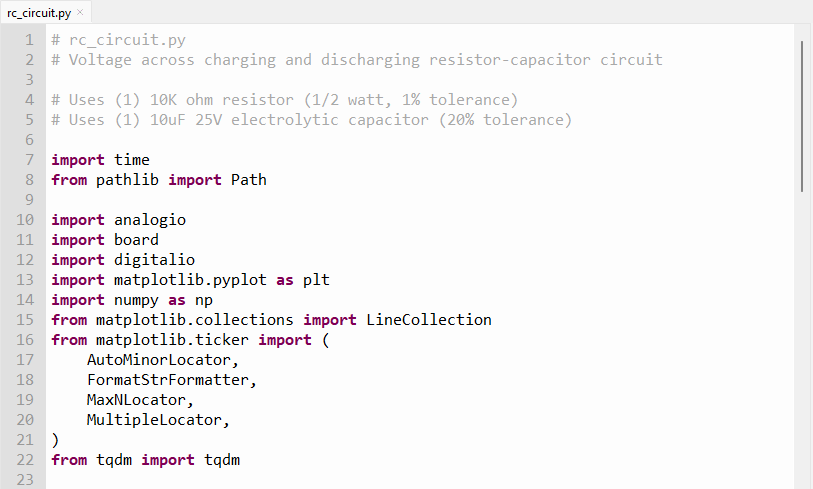 rc_circuit.py ×
1 # rc_circuit.py
2 # Voltage across charging and discharging resistor-capacitor circuit
3
4 # Uses (1) 10K ohm resistor (1/2 watt, 1% tolerance)
5 # Uses (1) 10uF 25V electrolytic capacitor (20% tolerance)
6
7 import time
8 from pathlib import Path
9
10 import analogio
11 import board
12 import digitalio
13 import matplotlib.pyplot as plt
14 import numpy as np
15 from matplotlib.collections import LineCollection
16 from matplotlib.ticker import (
17     AutoMinorLocator,
18     FormatStrFormatter,
19     MaxNLocator,
20     MultipleLocator,
21 )
22 from tqdm import tqdm
23